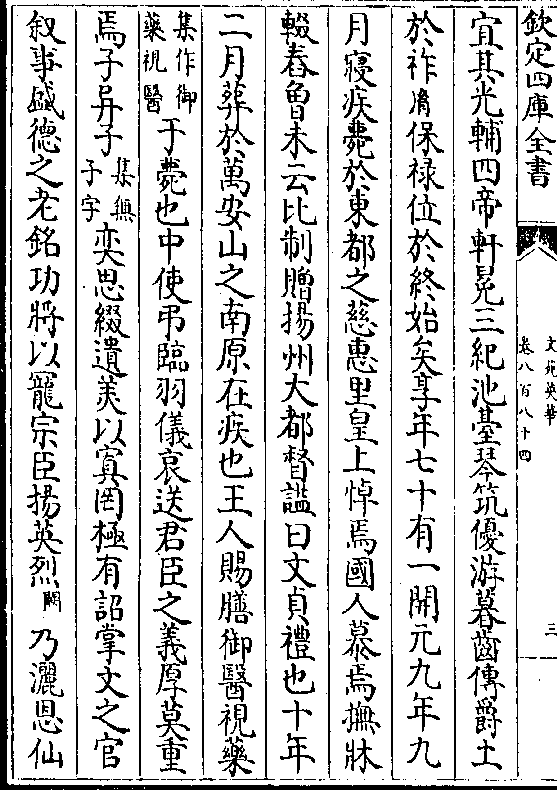 欽定四庫全書
文苑英華
卷八百八十四
三
宜其光輔四帝軒冕三紀池臺琴筑優游暮齒傳爵土
於祚𦙍保禄位於終始矣享年七十有一開元九年九
月寢疾薨於東都之慈惠里皇上悼焉國人慕焉撫牀
輟舂魯未云比制贈揚州大都督諡曰文貞禮也十年
二月葬於萬安山之南原在疾也王人賜膳御醫視藥
集作御藥視醫于薨也中使弔臨羽儀哀送君臣之義厚莫重
焉子异子集無子字奕思綴遺美以寘罔極有詔掌文之官
叙事盛德之老銘功將以寵宗臣揚英烈闕乃灑恩仙